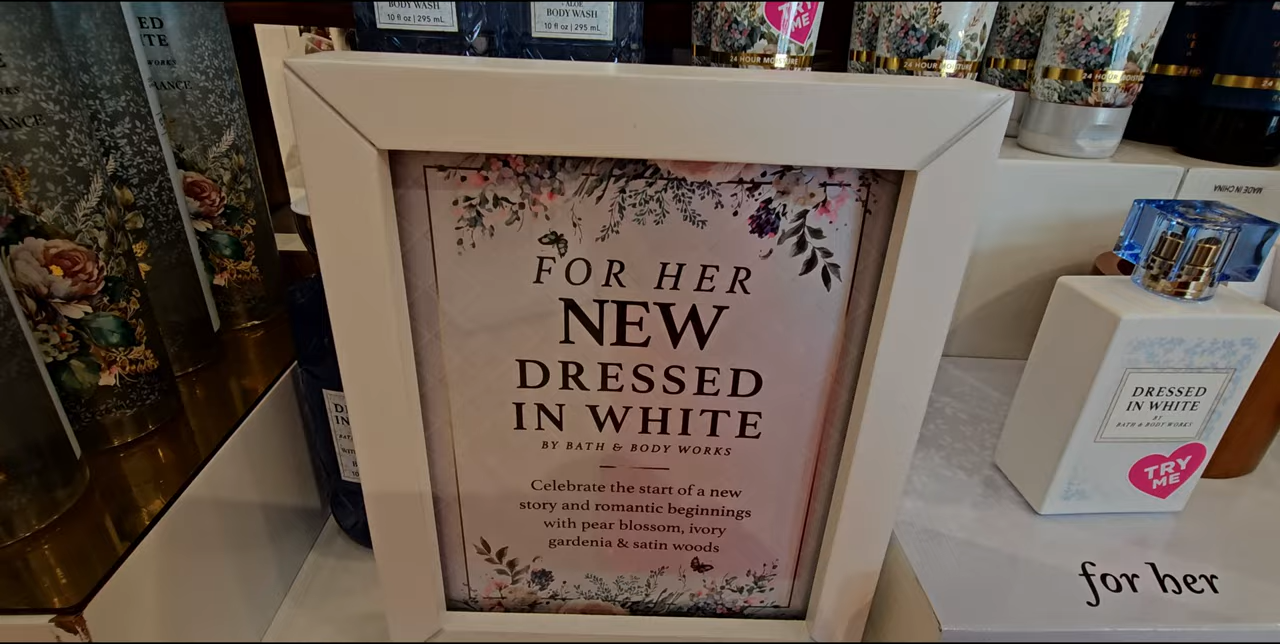 BODY WASH
10 fl oz | 295 mL
ALOE
BODY WASH
10 fl oz | 295 mL
TRY
ME
24 HOUR MOISTURE
24 HOUR MOISTURE
24 HOUR
MADE IN CHINA
FOR HER
NEW
DRESSED
IN WHITE
BY BATH & BODY WORKS
Celebrate the start of a new
story and romantic beginnings
with pear blossom, ivory
gardenia & satin woods
DRESSED
IN WHITE
BY
BATH & BODY WORKS
TRY
ME
for her